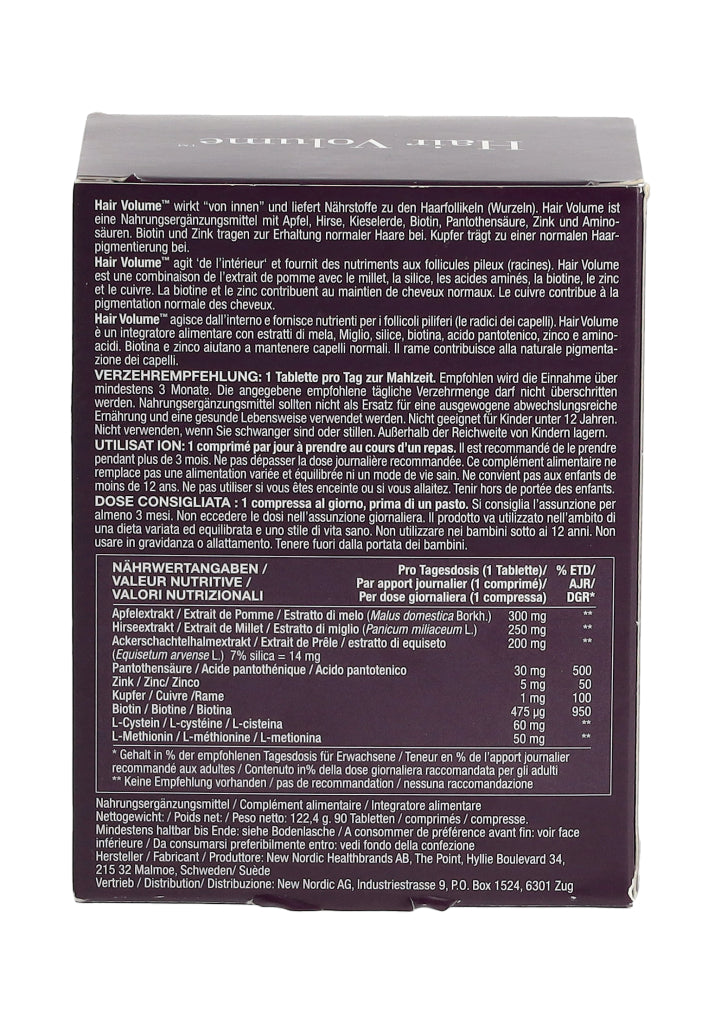 Hair Volume™
Hair Volume™ wirkt “von innen” und liefert Nährstoffe zu den Haarfollikeln (Wurzeln). Hair Volume ist
eine Nahrungsergänzungsmittel mit Apfel, Hirse, Kieselerde, Biotin, Pantothensäure, Zink und Amino-
säuren. Biotin und Zink tragen zur Erhaltung normaler Haare bei. Kupfer trägt zu einer normalen Haar-
pigmentierung bei.
Hair Volume™ agit ‘de l'intérieur‘ et fournit des nutriments aux follicules pileux (racines). Hair Volume
est une combinaison de l'extrait de pomme avec le millet, la silice, les acides aminés, la biotine, le zinc
et le cuivre. La biotine et le zinc contribuent au maintien de cheveux normaux. Le cuivre contribue à la
pigmentation normale des cheveux.
Hair Volume™ agisce dall'interno e fornisce nutrienti per i follicoli piliferi (le radici dei capelli). Hair Volume
è un integratore alimentare con estratti di mela, Miglio, silice, biotina, acido pantotenico, zinco e amino-
acidi. Biotina e zinco aiutano a mantenere capelli normali. Il rame contribuisce alla naturale pigmenta-
zione dei capelli.
VERZEHREMPFEHLUNG: 1 Tablette pro Tag zur Mahlzeit. Empfohlen wird die Einnahme über
mindestens 3 Monate. Die angegebene empfohlene tägliche Verzehrmenge darf nicht überschritten
werden. Nahrungsergänzungsmittel sollten nicht als Ersatz für eine ausgewogene abwechslungsreiche
Ernährung und eine gesunde Lebensweise verwendet werden. Nicht geeignet für Kinder unter 12 Jahren.
Nicht verwenden, wenn Sie schwanger sind oder stillen. Außerhalb der Reichweite von Kindern lagern.
UTILISAT ION: 1 comprimé par jour à prendre au cours d'un repas. Il est recommandé de le prendre
pendant plus de 3 mois. Ne pas dépasser la dose journalière recommandée. Ce complément alimentaire ne
remplace pas une alimentation variée et équilibrée ni un mode de vie sain. Ne convient pas aux enfants de
moins de 12 ans. Ne pas utiliser si vous êtes enceinte ou si vous allaitez. Tenir hors de portée des enfants.
DOSE CONSIGLIATA : 1 compressa al giorno, prima di un pasto. Si consiglia l'assunzione per
almeno 3 mesi. Non eccedere le dosi nell'assunzione giornaliera. Il prodotto va utilizzato nell'ambito di
una dieta variata ed equilibrata e uno stile di vita sano. Non utilizzare nei bambini sotto ai 12 anni. Non
usare in gravidanza o allattamento. Tenere fuori dalla portata dei bambini.
NÄHRWERTANGABEN / Pro Tagesdosis (1 Tablette)/ % ETD/
VALEUR NUTRITIVE / Par apport journalier (1 comprimé)/ AJR/
VALORI NUTRIZIONALI Per dose giornaliera (1 compressa) DGR*
Apfelextrakt / Extrait de Pomme / Estratto di melo (Malus domestica Borkh.) 300 mg **
Hirseextrakt / Extrait de Millet / Estratto di miglio (Panicum miliaceum L.) 250 mg **
Ackerschachtelhalmextrakt / Extrait de Prêle / estratto di equiseto 200 mg **
(Equisetum arvense L.) 7% silica = 14 mg
Pantothensäure / Acide pantothénique / Acido pantotenico 30 mg 500
Zink / Zinc/ Zinco 5 mg 50
Kupfer / Cuivre /Rame 1 mg 100
Biotin / Biotine / Biotina 475 µg 950
L-Cystein / L-cystéine / L-cisteina 60 mg **
L-Methionin / L-méthionine / L-metionina 50 mg **
* Gehalt in % der empfohlenen Tagesdosis für Erwachsene / Teneur en % de l'apport journalier
recommandé aux adultes / Contenuto in% della dose giornaliera raccomandata per gli adulti
** Keine Empfehlung vorhanden / pas de recommandation / nessuna raccomandazione
Nahrungsergänzungsmittel / Complément alimentaire / Integratore alimentare
Nettogewicht: / Poids net: / Peso netto: 122,4 g. 90 Tabletten / comprimés / compresse.
Mindestens haltbar bis Ende: siehe Bodenlasche / A consommer de préférence avant fin: voir face
inférieure / Da consumarsi preferibilmente entro: vedi fondo della confezione
Hersteller / Fabricant / Produttore: New Nordic Healthbrands AB, The Point, Hyllie Boulevard 34,
215 32 Malmoe, Schweden/ Suède
Vertrieb / Distribution/ Distribuzione: New Nordic AG, Industriestrasse 9, P.O. Box 1524, 6301 Zug